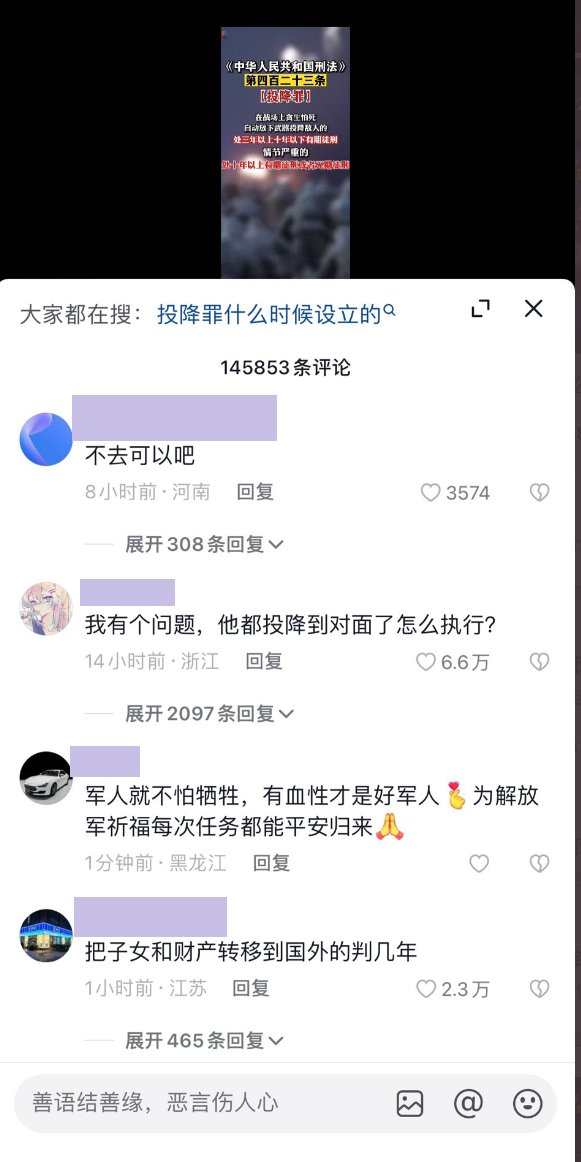 《中华人民共和国刑法》
第四百二十三条
【投降罪】
在战场上贪生怕死
自动放下武器投降敌人的
处三年以上十年以下有期徒刑
情节严重的
处十年以上有期徒刑或者无期徒刑
大家都在搜：投降罪什么时候设立的
145853条评论
不去可以吧
8小时前·河南 回复 3574
展开308条回复
我有个问题，他都投降到对面了怎么执行?
14小时前·浙江 回复 6.6万
展开2097条回复
军人就不怕牺牲，有血性才是好军人🫰为解放
军祈福每次任务都能平安归来🙏
1分钟前·黑龙江 回复
把子女和财产转移到国外的判几年
1小时前·江苏 回复 2.3万
展开465条回复
善语结善缘，恶言伤人心 @